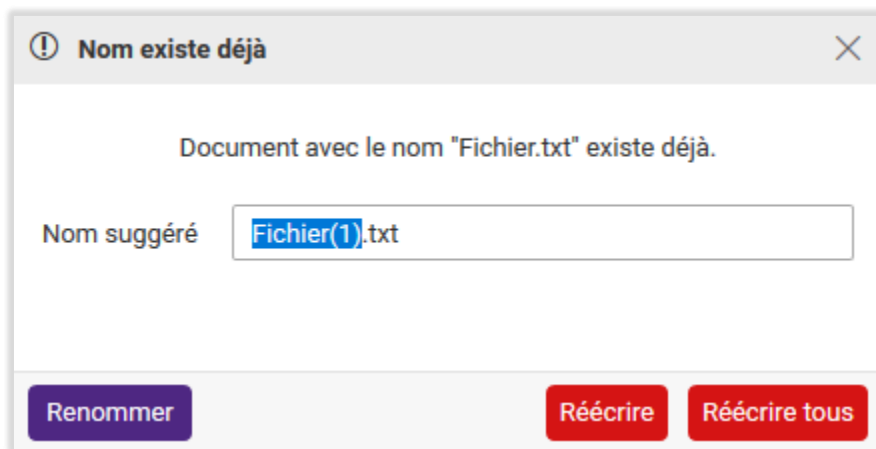 Nom existe déjà
Document avec le nom "Fichier.txt" existe déjà.
Nom suggéré Fichier(1).txt
Renommer Réécrire Réécrire tous